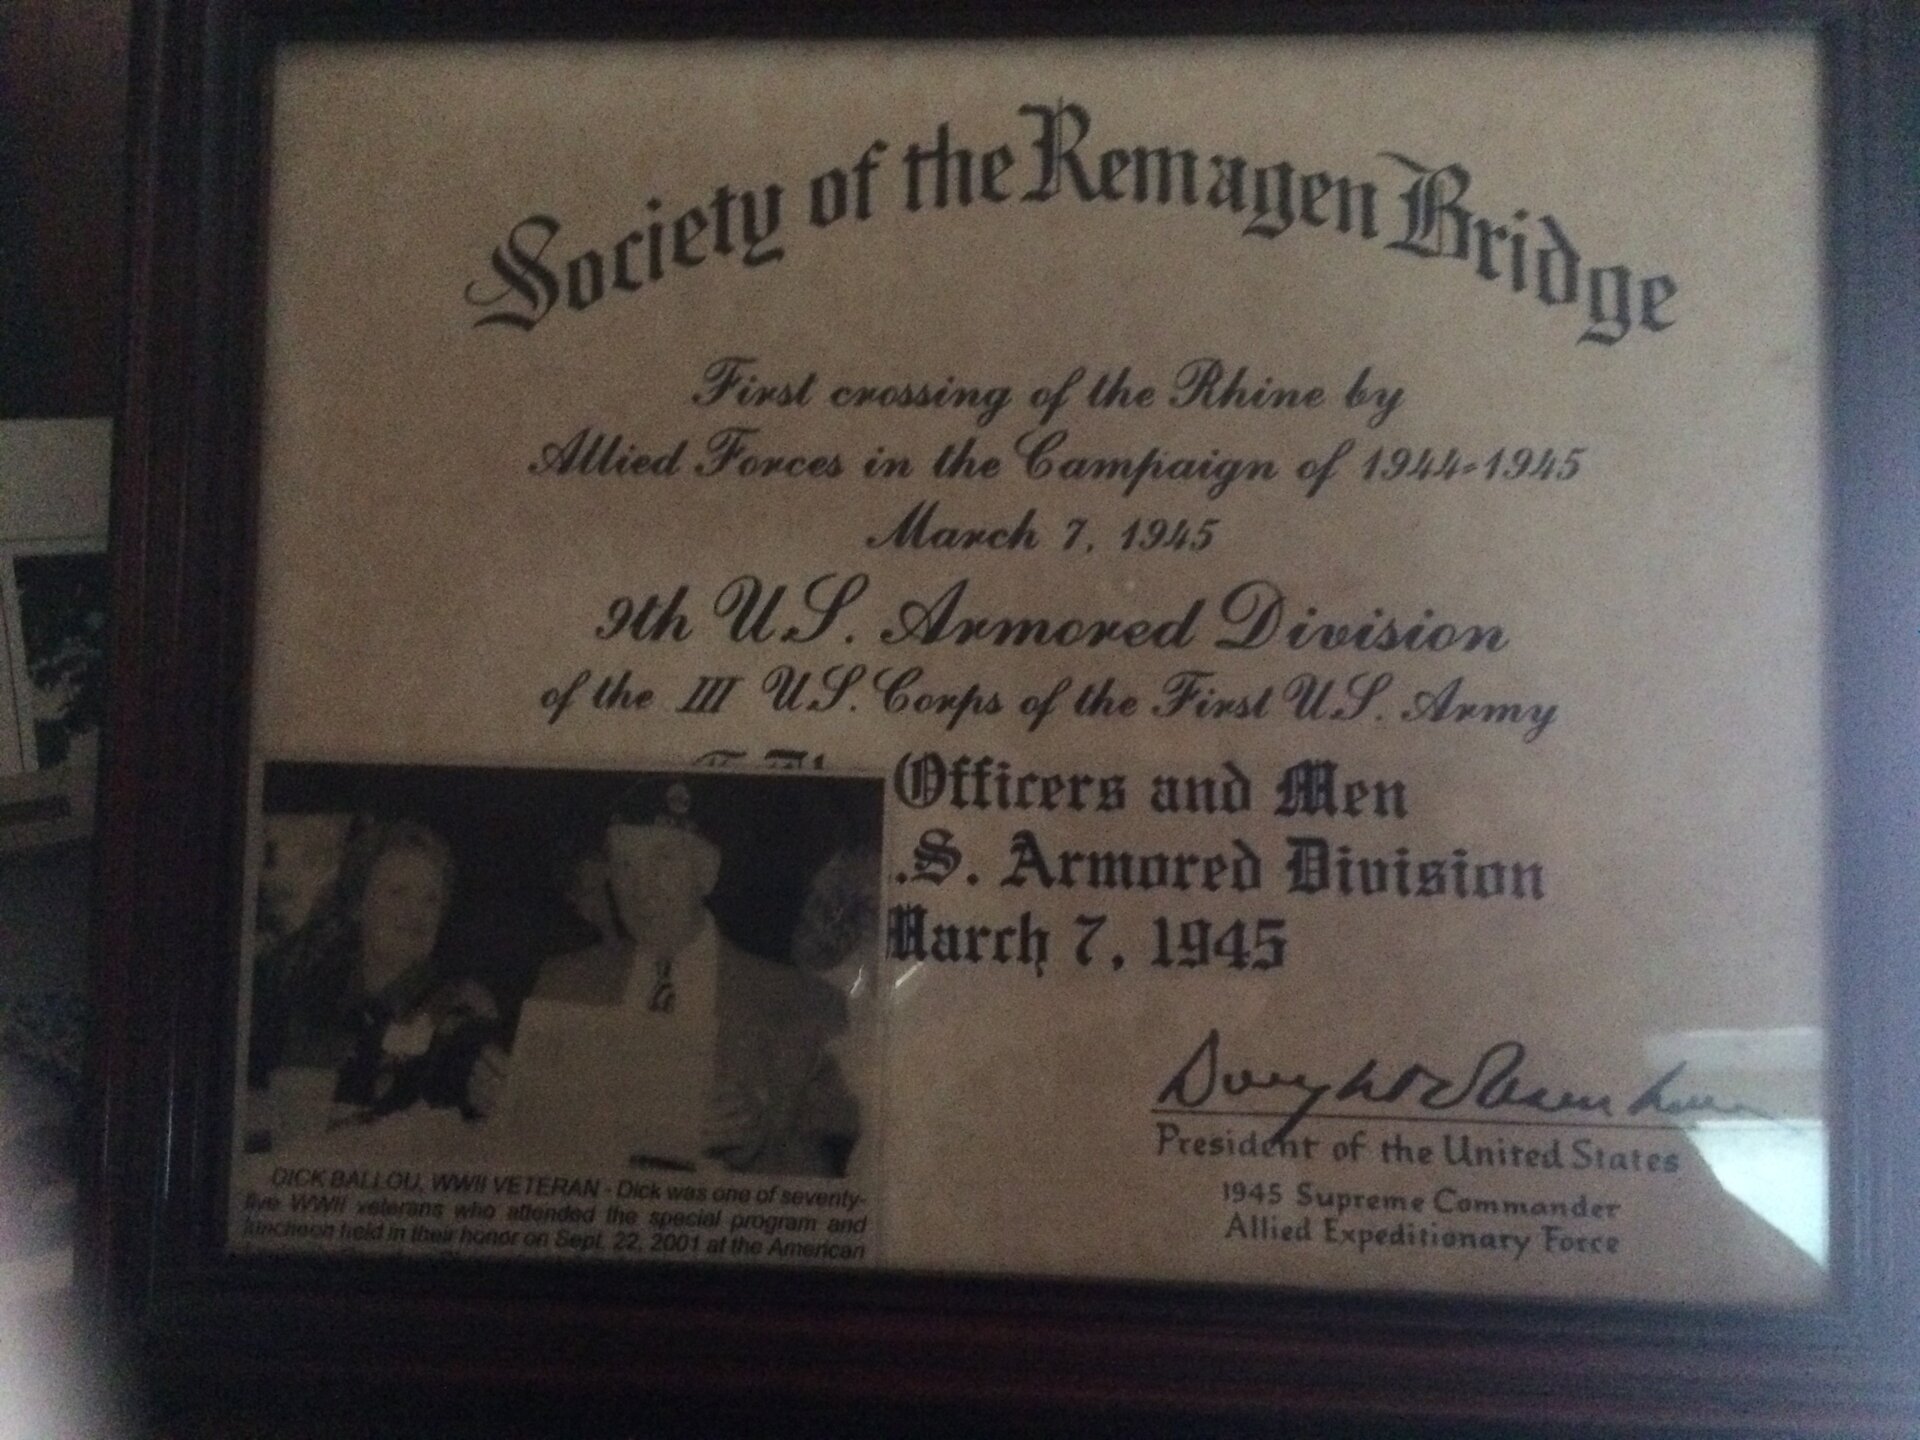 Society of the Remagen Bridge
First crossing of the Rhine by
Allied Forces in the Campaign of 1944-1945
March 7, 1945
9th U.S. Armored Division
of the III U.S. Corps of the First U.S. Army
Officers and Men
.S. Armored Division
March 7, 1945
Dwight D Eisenhower
President of the United States
1945 Supreme Commander
Allied Expeditionary Force
DICK BALLOU, WWII VETERAN - Dick was one of seventy-
five WWII veterans who attended the special program and
luncheon held in their honor on Sept. 22, 2001 at the American